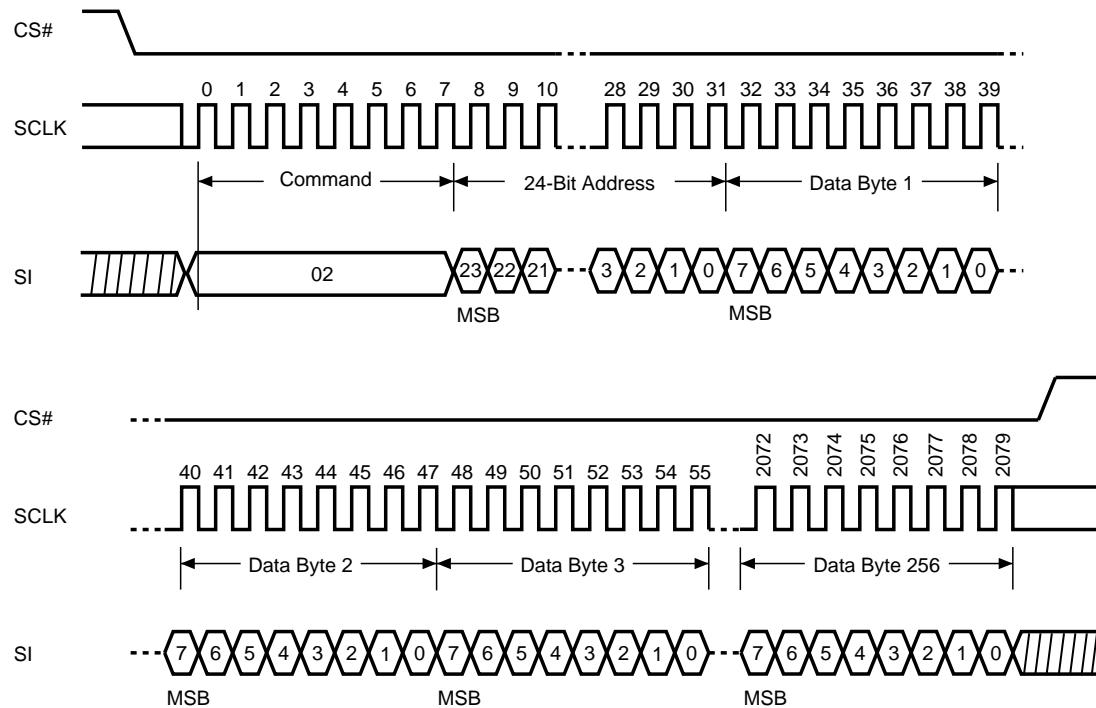 CS#
0 1 2 3 4 5 6 7 8 9 10 28 29 30 31 32 33 34 35 36 37 38 39
SCLK
Command 24-Bit Address Data Byte 1
SI 02 23 22 21 3 2 1 0 7 6 5 4 3 2 1 0
MSB MSB
CS#
40 41 42 43 44 45 46 47 48 49 50 51 52 53 54 55 2072 2073 2074 2075 2076 2077 2078 2079
SCLK
Data Byte 2 Data Byte 3 Data Byte 256
SI 7 6 5 4 3 2 1 0 7 6 5 4 3 2 1 0 7 6 5 4 3 2 1 0
MSB MSB MSB